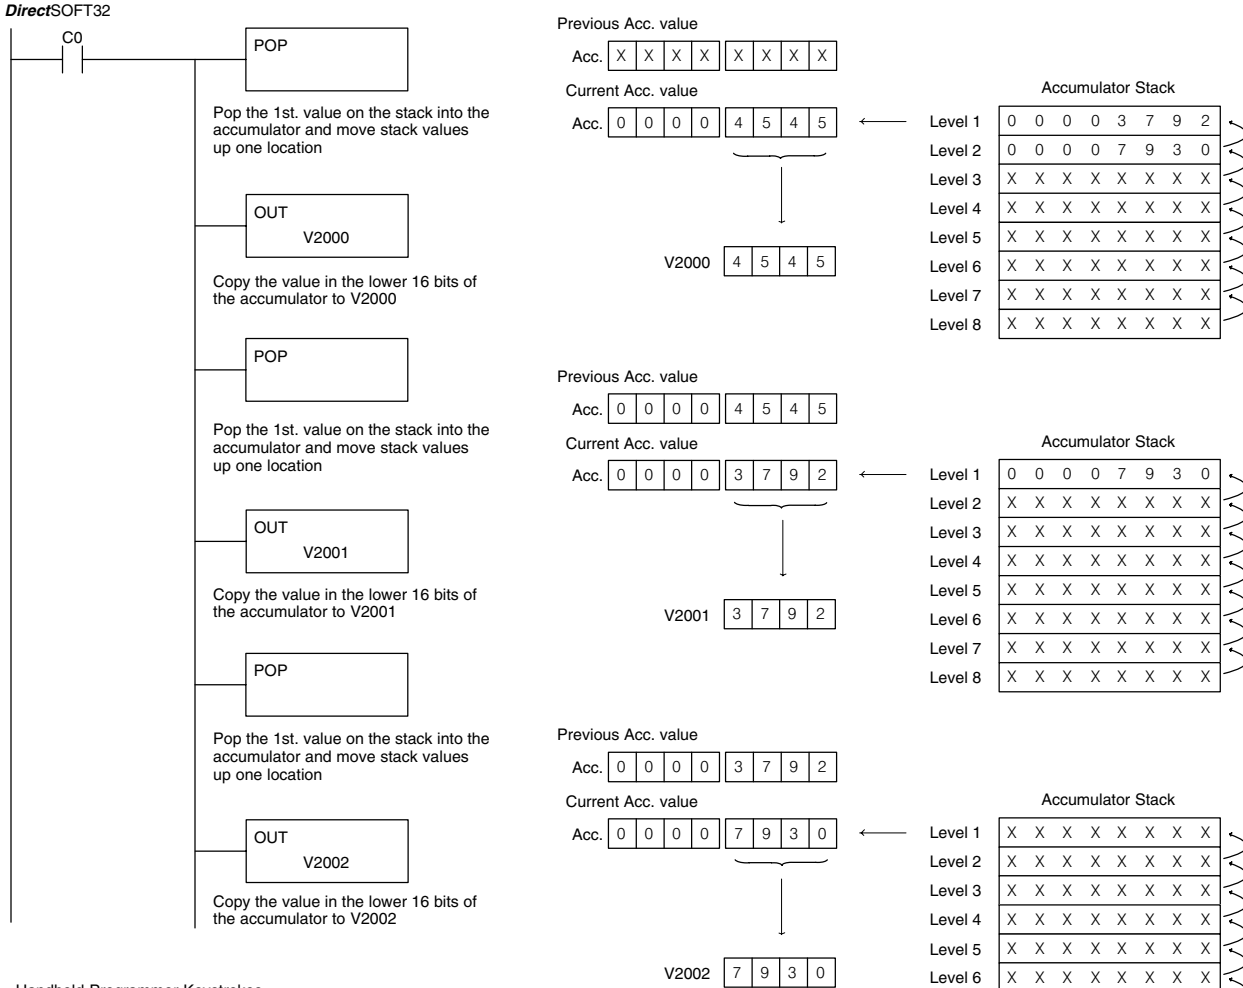 DirectSOFT32
C0
POP
Pop the 1st. value on the stack into the
accumulator and move stack values
up one location
OUT
V2000
Copy the value in the lower 16 bits of
the accumulator to V2000
POP
Pop the 1st. value on the stack into the
accumulator and move stack values
up one location
OUT
V2001
Copy the value in the lower 16 bits of
the accumulator to V2001
POP
Pop the 1st. value on the stack into the
accumulator and move stack values
up one location
OUT
V2002
Copy the value in the lower 16 bits of
the accumulator to V2002
Previous Acc. value
Acc. X X X X X X X X
Current Acc. value
Acc. 0 0 0 0 4 5 4 5
V2000 4 5 4 5
Accumulator Stack
Level 1 0 0 0 0 3 7 9 2
Level 2 0 0 0 0 7 9 3 0
Level 3 X X X X X X X X
Level 4 X X X X X X X X
Level 5 X X X X X X X X
Level 6 X X X X X X X X
Level 7 X X X X X X X X
Level 8 X X X X X X X X
Previous Acc. value
Acc. 0 0 0 0 4 5 4 5
Current Acc. value
Acc. 0 0 0 0 3 7 9 2
V2001 3 7 9 2
Accumulator Stack
Level 1 0 0 0 0 7 9 3 0
Level 2 X X X X X X X X
Level 3 X X X X X X X X
Level 4 X X X X X X X X
Level 5 X X X X X X X X
Level 6 X X X X X X X X
Level 7 X X X X X X X X
Level 8 X X X X X X X X
Previous Acc. value
Acc. 0 0 0 0 3 7 9 2
Current Acc. value
Acc. 0 0 0 0 7 9 3 0
V2002 7 9 3 0
Accumulator Stack
Level 1 X X X X X X X X
Level 2 X X X X X X X X
Level 3 X X X X X X X X
Level 4 X X X X X X X X
Level 5 X X X X X X X X
Level 6 X X X X X X X X
Handheld Programmer Keystrokes